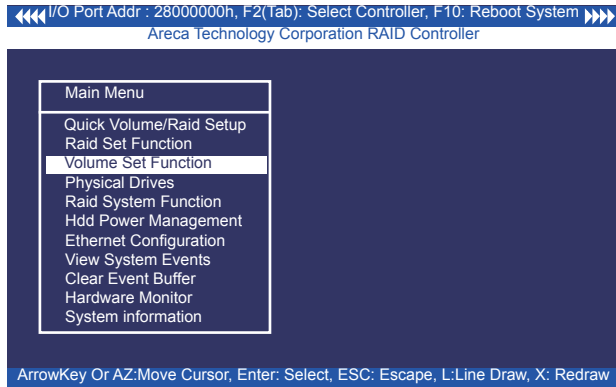 I/O Port Addr : 28000000h, F2(Tab): Select Controller, F10: Reboot System
Areca Technology Corporation RAID Controller
Main Menu
Quick Volume/Raid Setup
Raid Set Function
Volume Set Function
Physical Drives
Raid System Function
Hdd Power Management
Ethernet Configuration
View System Events
Clear Event Buffer
Hardware Monitor
System information
ArrowKey Or AZ:Move Cursor, Enter: Select, ESC: Escape, L:Line Draw, X: Redraw